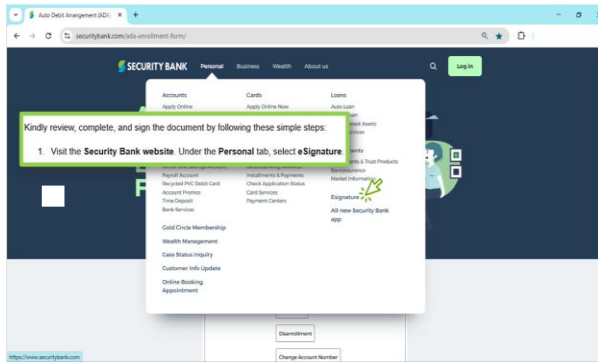 Auto Debit Arrangement (ADA)
securitybank.com/ada-enrollment-form/
SECURITY BANK Personal Business Wealth About us Log in
Accounts
Apply Online
Cards
Apply Online Now
Loans
Auto Loan
Kindly review, complete, and sign the document by following these simple steps:
1. Visit the Security Bank website. Under the Personal tab, select eSignature.
Payroll Account
Recycled PVC Debit Card
Account Promos
Time Deposit
Bank Services
Installments & Payments
Check Application Status
Card Services
Payment Centers
Bancassurance
Market Information
Esignature
All-new Security Bank
app
Gold Circle Membership
Wealth Management
Case Status Inquiry
Customer Info Update
Online Booking
Appointment
Disenrollment
Change Account Number
https://www.securitybank.com